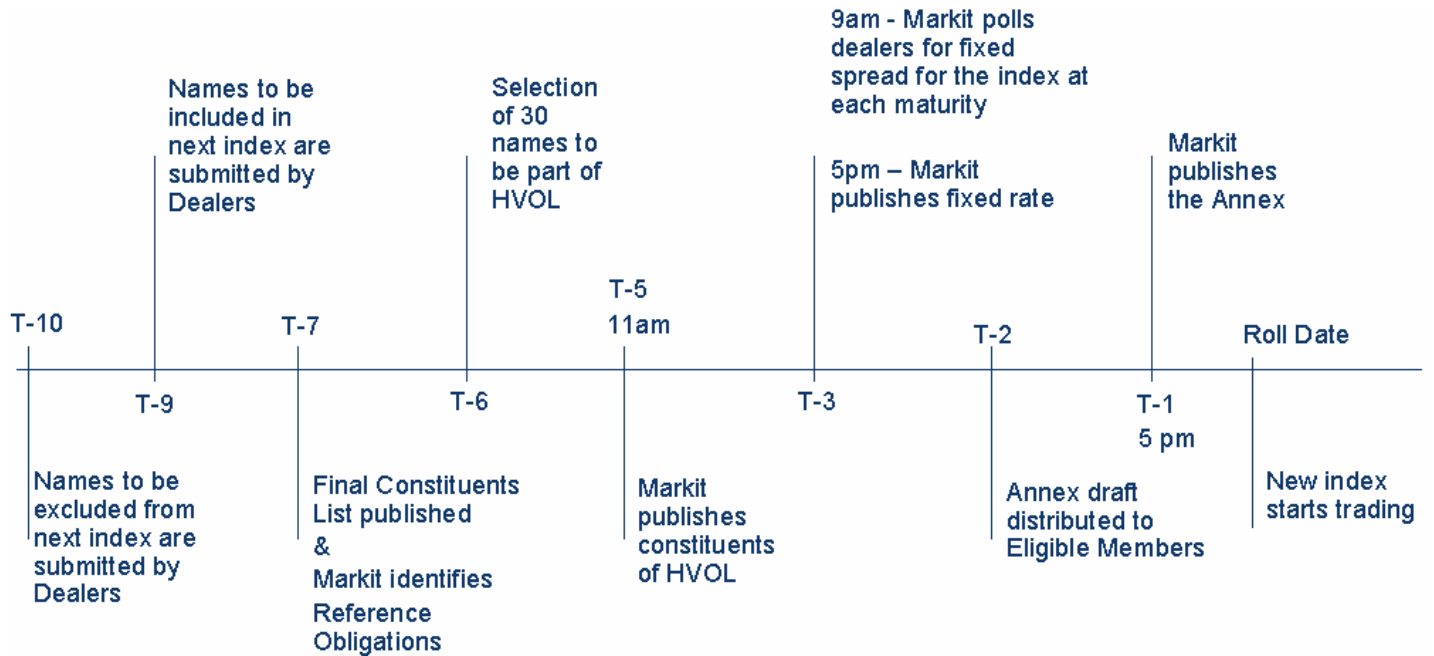 9am - Markit polls
dealers for fixed
spread for the index at
each maturity
Names to be
included in
next index are
submitted by
Dealers
Selection
of 30
names to
be part of
HVOL
5pm – Markit
publishes fixed rate
Markit
publishes
the Annex
T-10
T-7
T-5
11am
T-2
Roll Date
T-9
T-6
T-3
T-1
5 pm
Names to be
excluded from
next index are
submitted by
Dealers
Final Constituents
List published
&
Markit identifies
Reference
Obligations
Markit
publishes
constituents
of HVOL
Annex draft
distributed to
Eligible Members
New index
starts trading